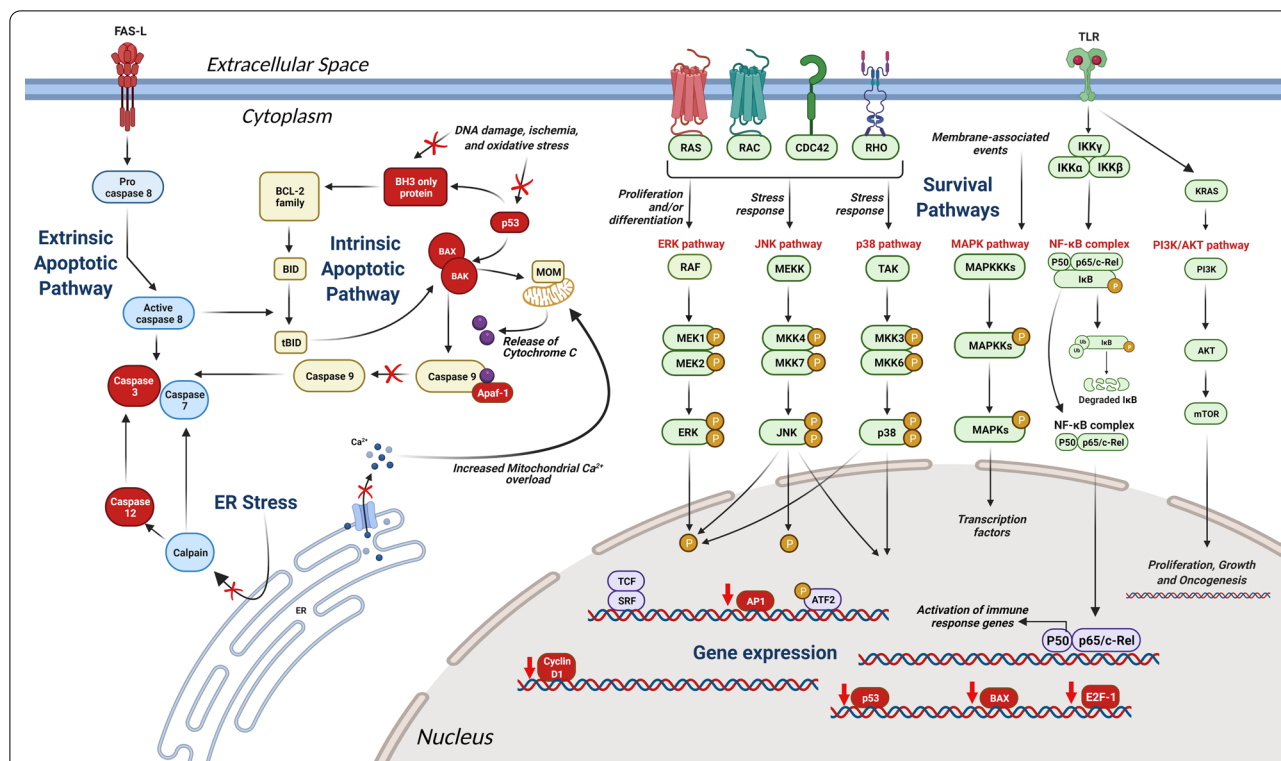 FAS-L
Extracellular Space
Cytoplasm
TLR
Pro
caspase 8
Extrinsic
Apoptotic
Pathway
Active
caspase 8
Caspase
3
Caspase
7
Caspase
12
Calpain
ER Stress
ER
DNA damage, ischemia,
and oxidative stress
BH3 only
protein
BCL-2
family
p53
BID
tBID
Intrinsic
Apoptotic
Pathway
BAX
BAK
MOM
Release of
Cytochrome C
Caspase 9
Caspase 9
Apaf-1
Ca²⁺
Increased Mitochondrial Ca²⁺
overload
RAS
RAC
CDC42
RHO
Proliferation
and/or
differentiation
Stress
response
Stress
response
Membrane-associated
events
Survival
Pathways
ERK pathway
RAF
MEK1
P
MEK2
P
ERK
P
P
P
JNK pathway
MEKK
MKK4
P
MKK7
P
JNK
P
P
P
p38 pathway
TAK
MKK3
P
MKK6
P
p38
P
P
MAPK pathway
MAPKKKs
MAPKKs
P
MAPKs
P
Transcription
factors
IKKγ
IKKα
IKKβ
NF-κB complex
P50
p65/c-Rel
IκB
P
Ub
Ub
IκB
P
Degraded IκB
NF-κB complex
P50
p65/c-Rel
KRAS
PI3K/AKT pathway
PI3K
AKT
mTOR
Proliferation, Growth
and Oncogenesis
TCF
SRF
AP1
P
ATF2
Activation of immune
response genes
P50
p65/c-Rel
Gene expression
Cyclin
D1
p53
BAX
E2F-1
Nucleus